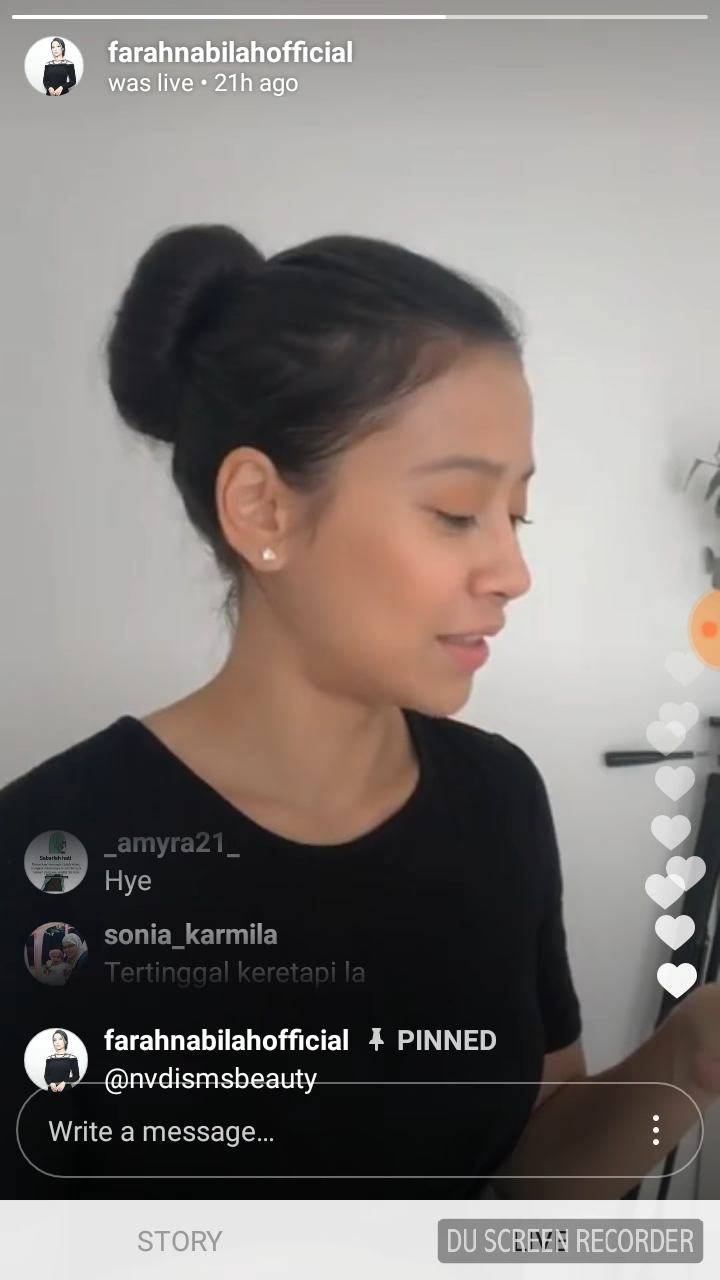 farahnabilahofficial
was live • 21h ago
_amyra21_
Hye
sonia_karmila
Tertinggal keretapi la
farahnabilahofficial PINNED
@nvdismsbeauty
Write a message...
STORY
LIVE
DU SCREEN RECORDER